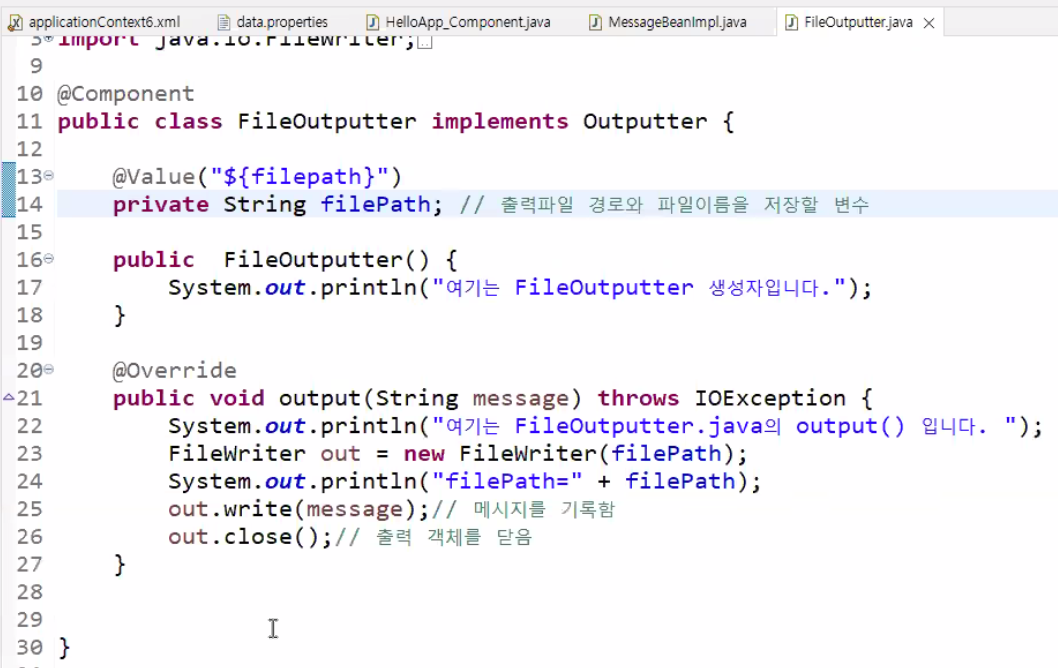 applicationContext6.xml data.properties HelloApp_Component.java MessageBeanImpl.java FileOutputter.java
3 import java.io.FileWriter;
9
10 @Component
11 public class FileOutputter implements Outputter {
12
13 @Value("${filepath}")
14 private String filePath; // 출력파일 경로와 파일이름을 저장할 변수
15
16 public  FileOutputter() {
17 System.out.println("여기는 FileOutputter 생성자입니다.");
18 }
19
20 @Override
21 public void output(String message) throws IOException {
22 System.out.println("여기는 FileOutputter.java의 output() 입니다. ");
23 FileWriter out = new FileWriter(filePath);
24 System.out.println("filePath=" + filePath);
25 out.write(message);// 메시지를 기록함
26 out.close();// 출력 객체를 닫음
27 }
28
29
30 }